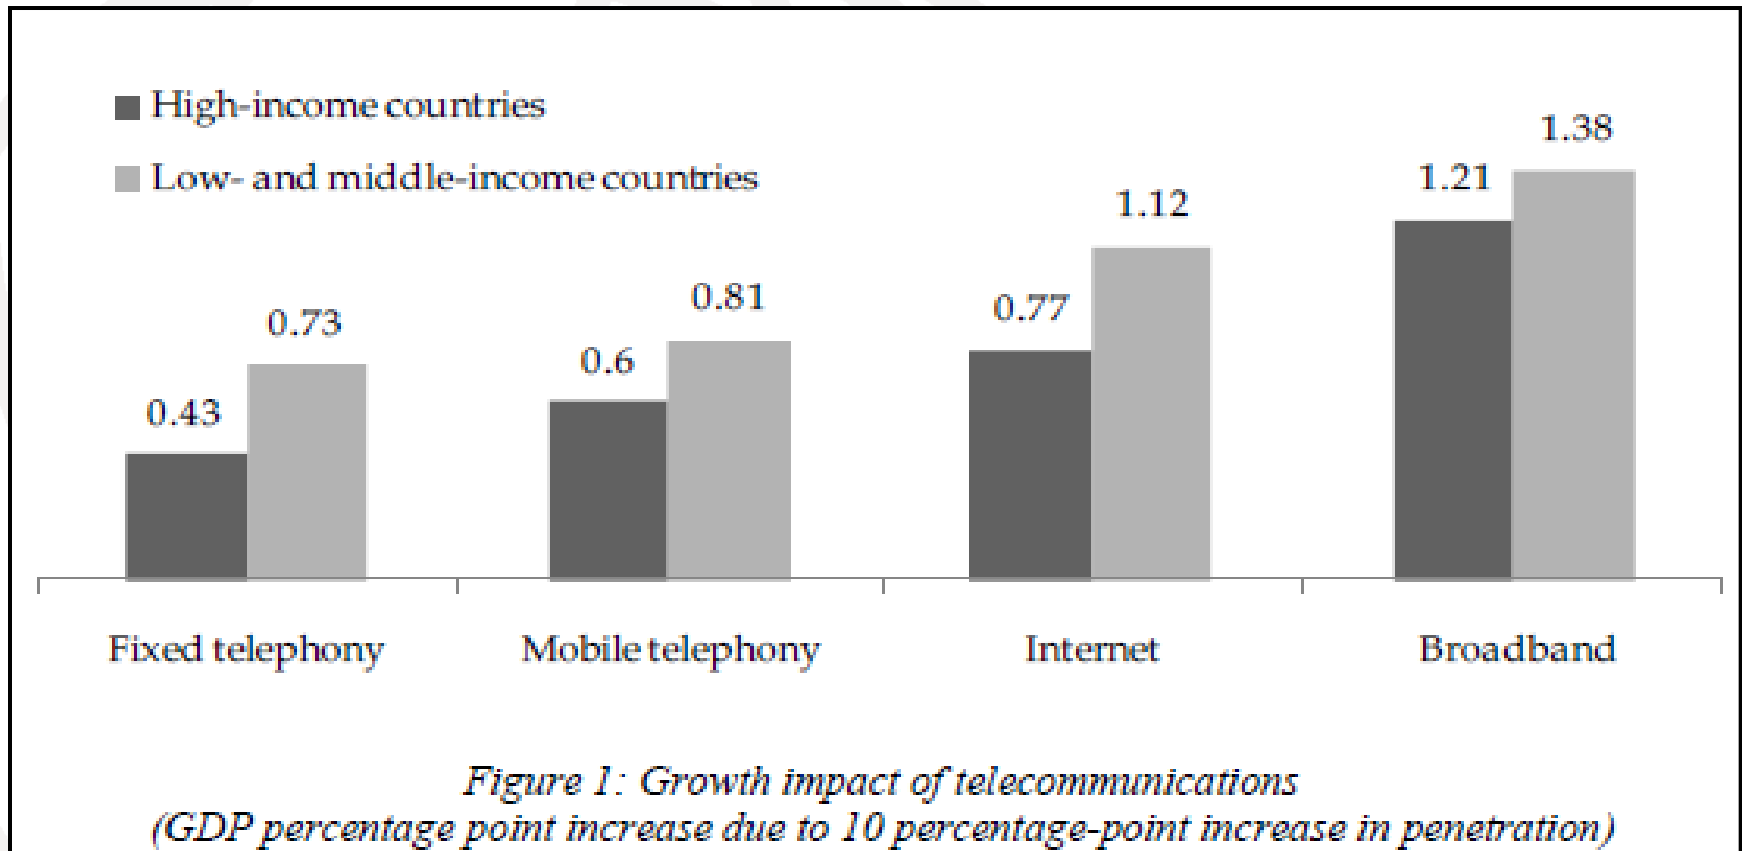 High-income countries
Low- and middle-income countries
0.43
0.73
0.6
0.81
0.77
1.12
1.21
1.38
Fixed telephony
Mobile telephony
Internet
Broadband
Figure 1: Growth impact of telecommunications
(GDP percentage point increase due to 10 percentage-point increase in penetration)